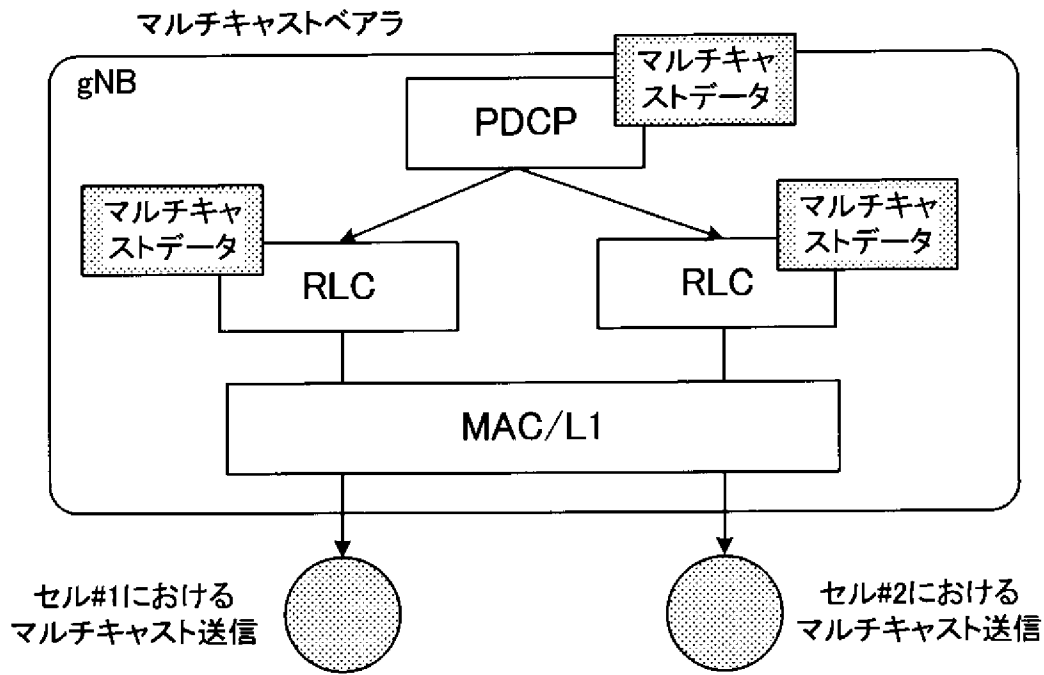 マルチキャストベアラ
gNB
マルチキャ
ストデータ
PDCP
マルチキャ
ストデータ
マルチキャ
ストデータ
RLC
RLC
MAC/L1
セル#1における
マルチキャスト送信
セル#2における
マルチキャスト送信